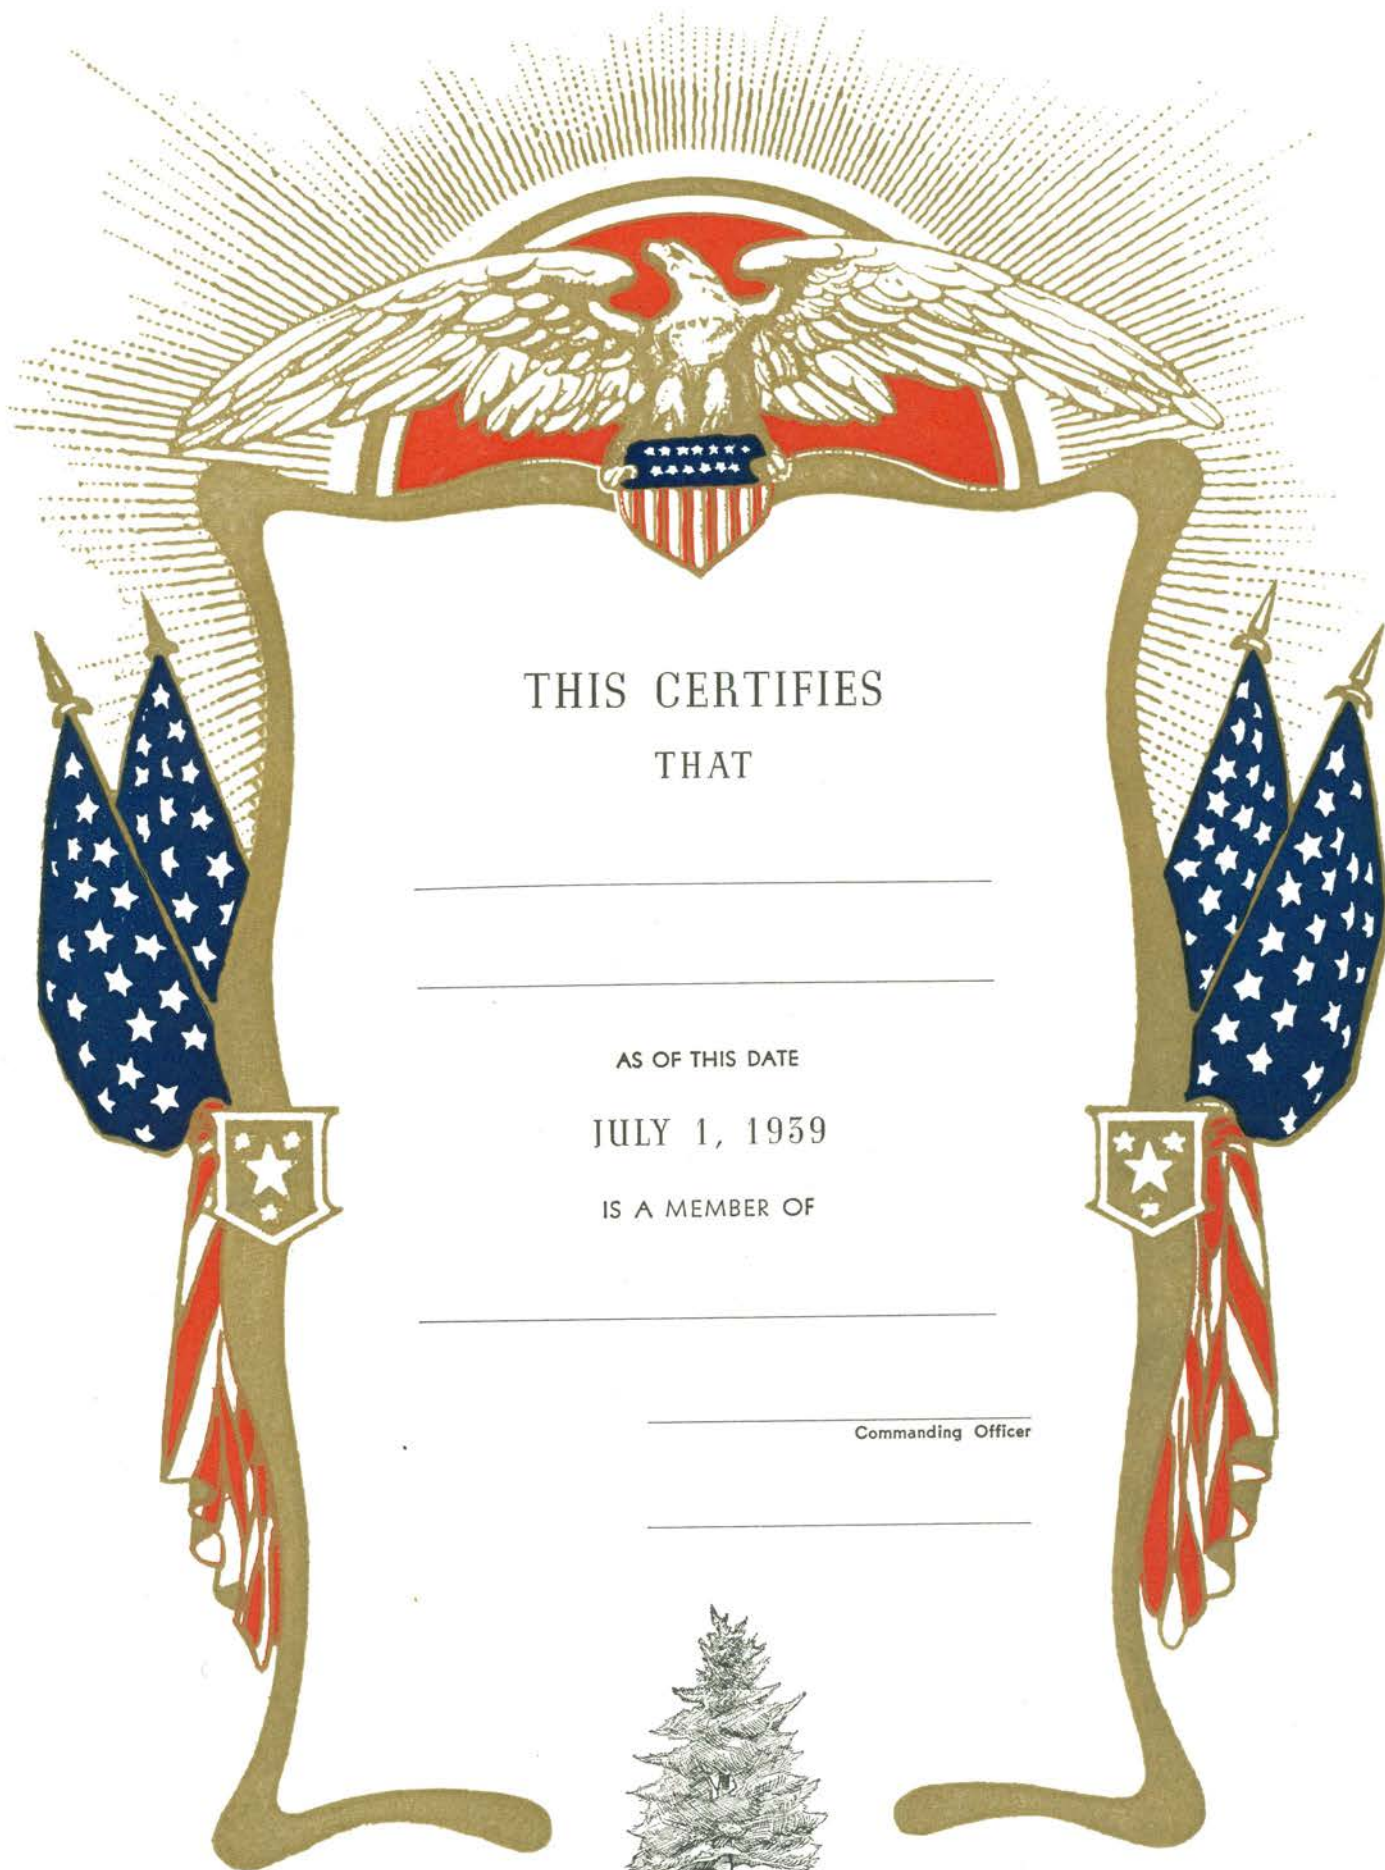 THIS CERTIFIES
THAT
AS OF THIS DATE
JULY 1, 1939
IS A MEMBER OF
Commanding Officer